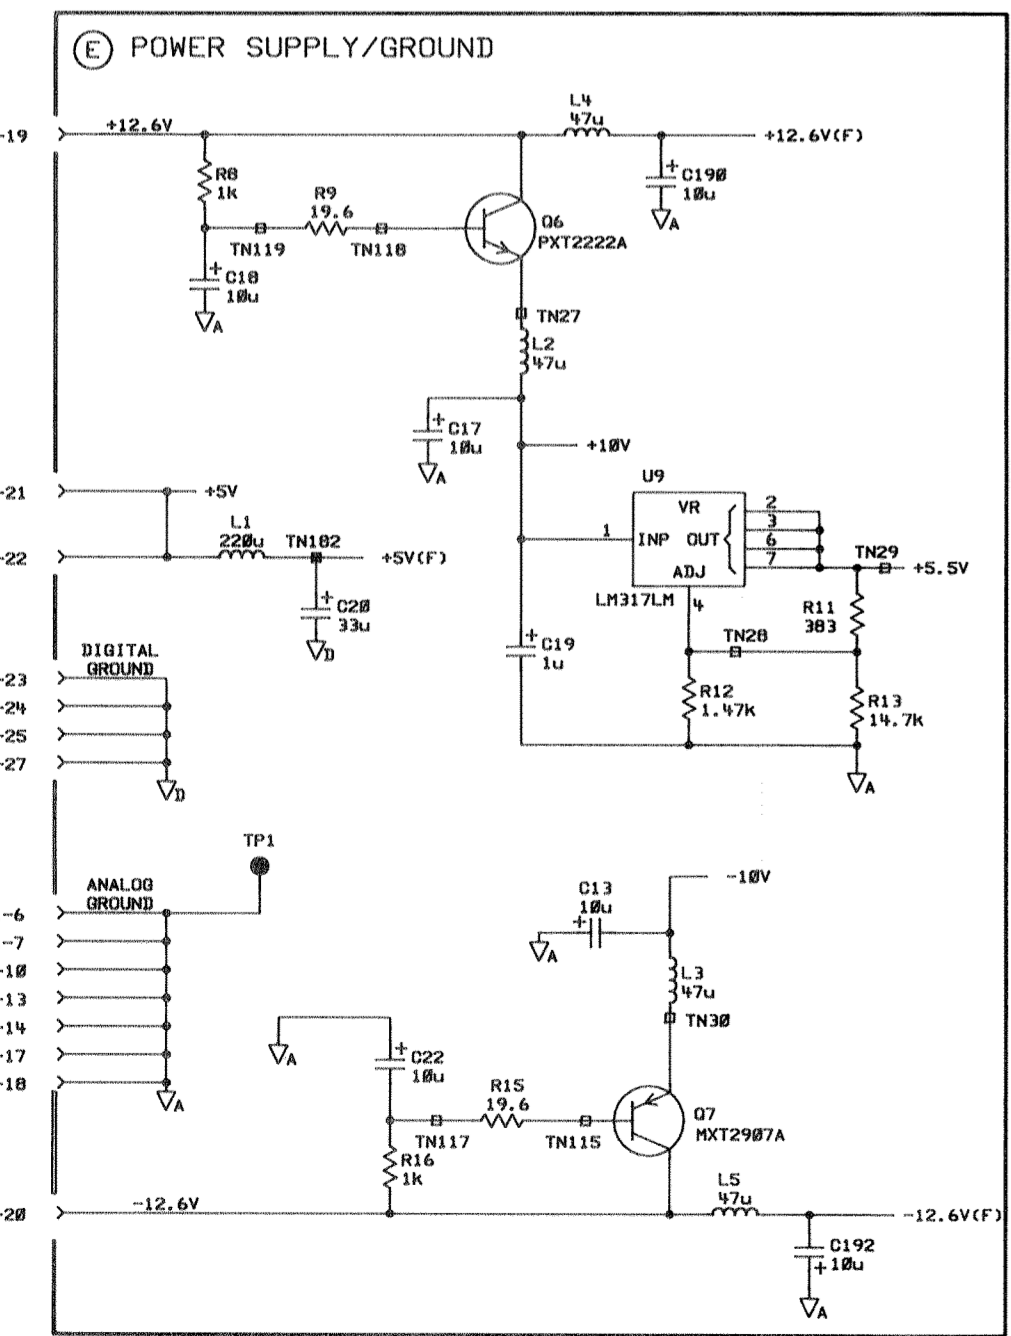 E POWER SUPPLY/GROUND
-19
+12.6V
L4
47u
+12.6V(F)
C190
10u
A
R8
1k
R9
19.6
TN119
TN118
Q6
PXT2222A
C18
10u
A
TN27
L2
47u
C17
10u
A
+10V
-21
+5V
L1
220u
TN182
-22
+5V(F)
C20
33u
D
U9
VR
1
INP
OUT
ADJ
2
3
6
7
LM317LM
4
TN29
+5.5V
R11
383
TN28
C19
1u
R12
1.47k
R13
14.7k
A
DIGITAL
GROUND
-23
-24
-25
-27
D
TP1
ANALOG
GROUND
-6
-7
-10
-13
-14
-17
-18
A
-10V
C13
10u
A
L3
47u
TN30
A
C22
10u
R15
19.6
TN117
TN115
Q7
MXT2907A
R16
1k
-20
-12.6V
L5
47u
-12.6V(F)
C192
10u
A